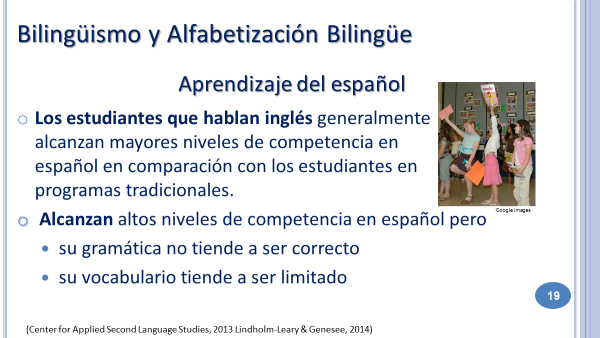 Bilingüismo y Alfabetización Bilingüe
Aprendizaje del español
Los estudiantes que hablan inglés generalmente
alcanzan mayores niveles de competencia en
español en comparación con los estudiantes en
programas tradicionales.
Alcanzan altos niveles de competencia en español pero
su gramática no tiende a ser correcto
su vocabulario tiende a ser limitado
Google images
19
(Center for Applied Second Language Studies, 2013 Lindholm-Leary & Genesee, 2014)